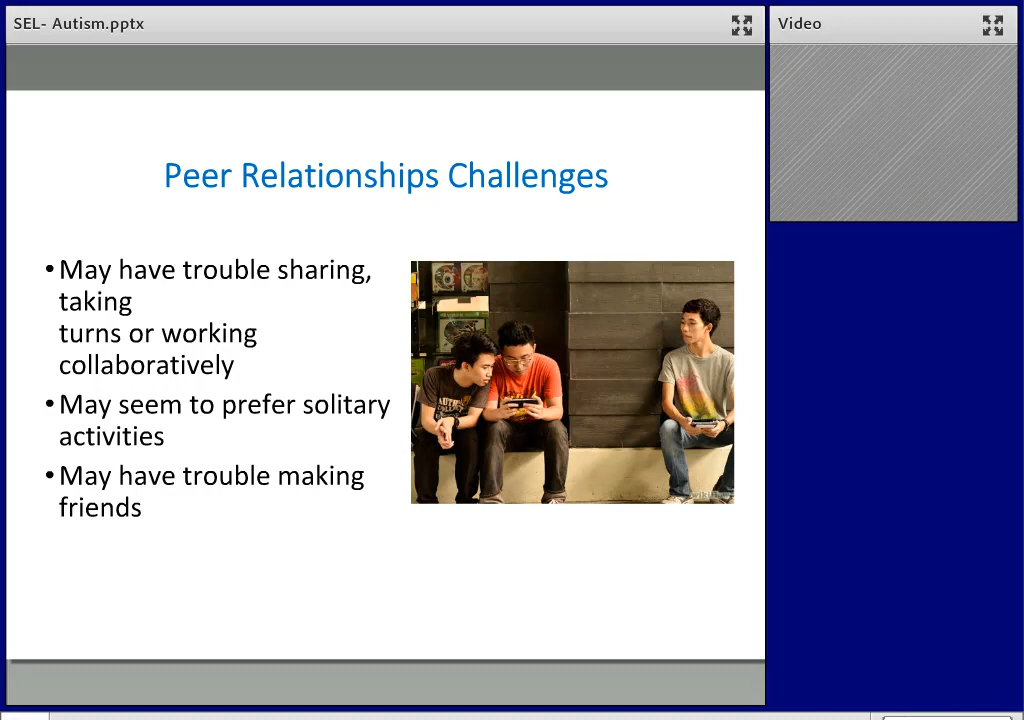 SEL- Autism.pptx
Video
Peer Relationships Challenges
• May have trouble sharing,
taking
turns or working
collaboratively
• May seem to prefer solitary
activities
• May have trouble making
friends